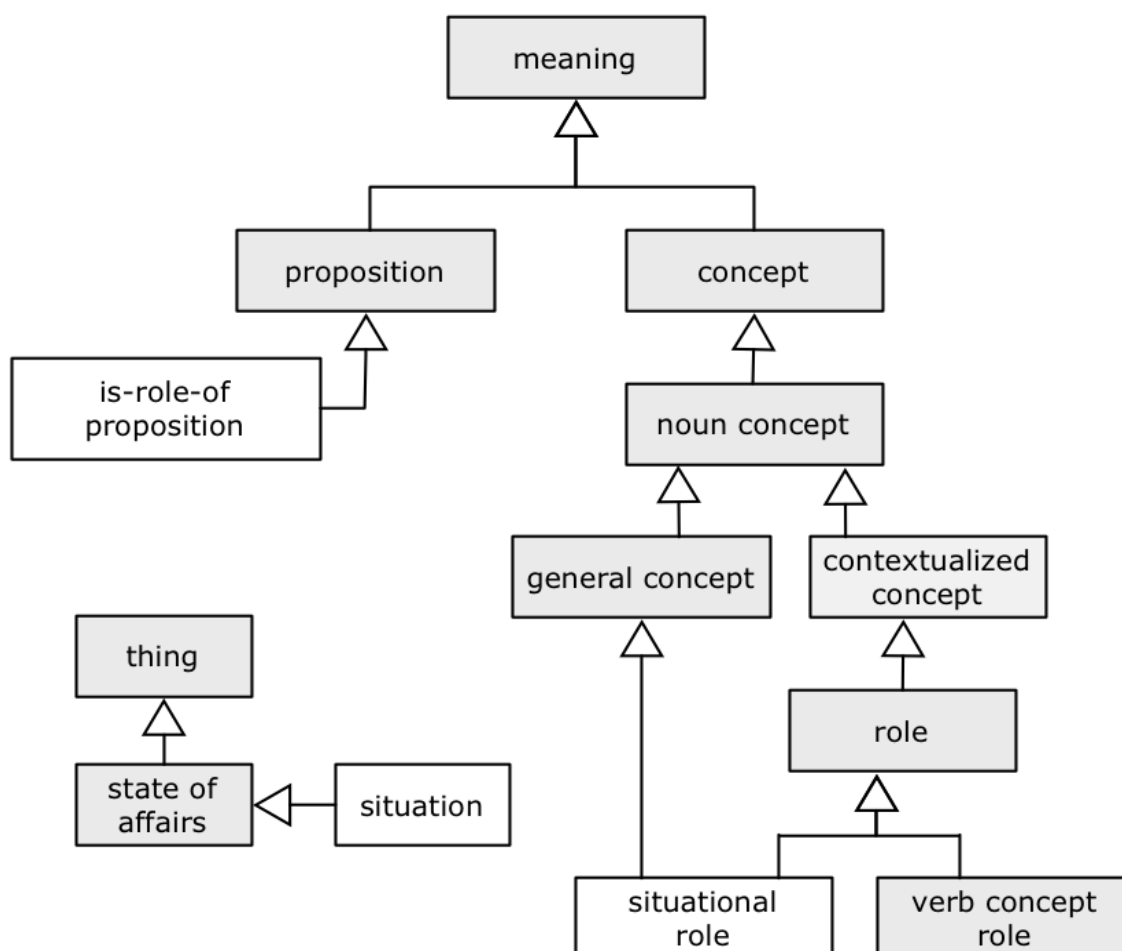 meaning
proposition
concept
is-role-of
proposition
noun concept
general concept
contextualized
concept
thing
role
state of
affairs
situation
situational
role
verb concept
role